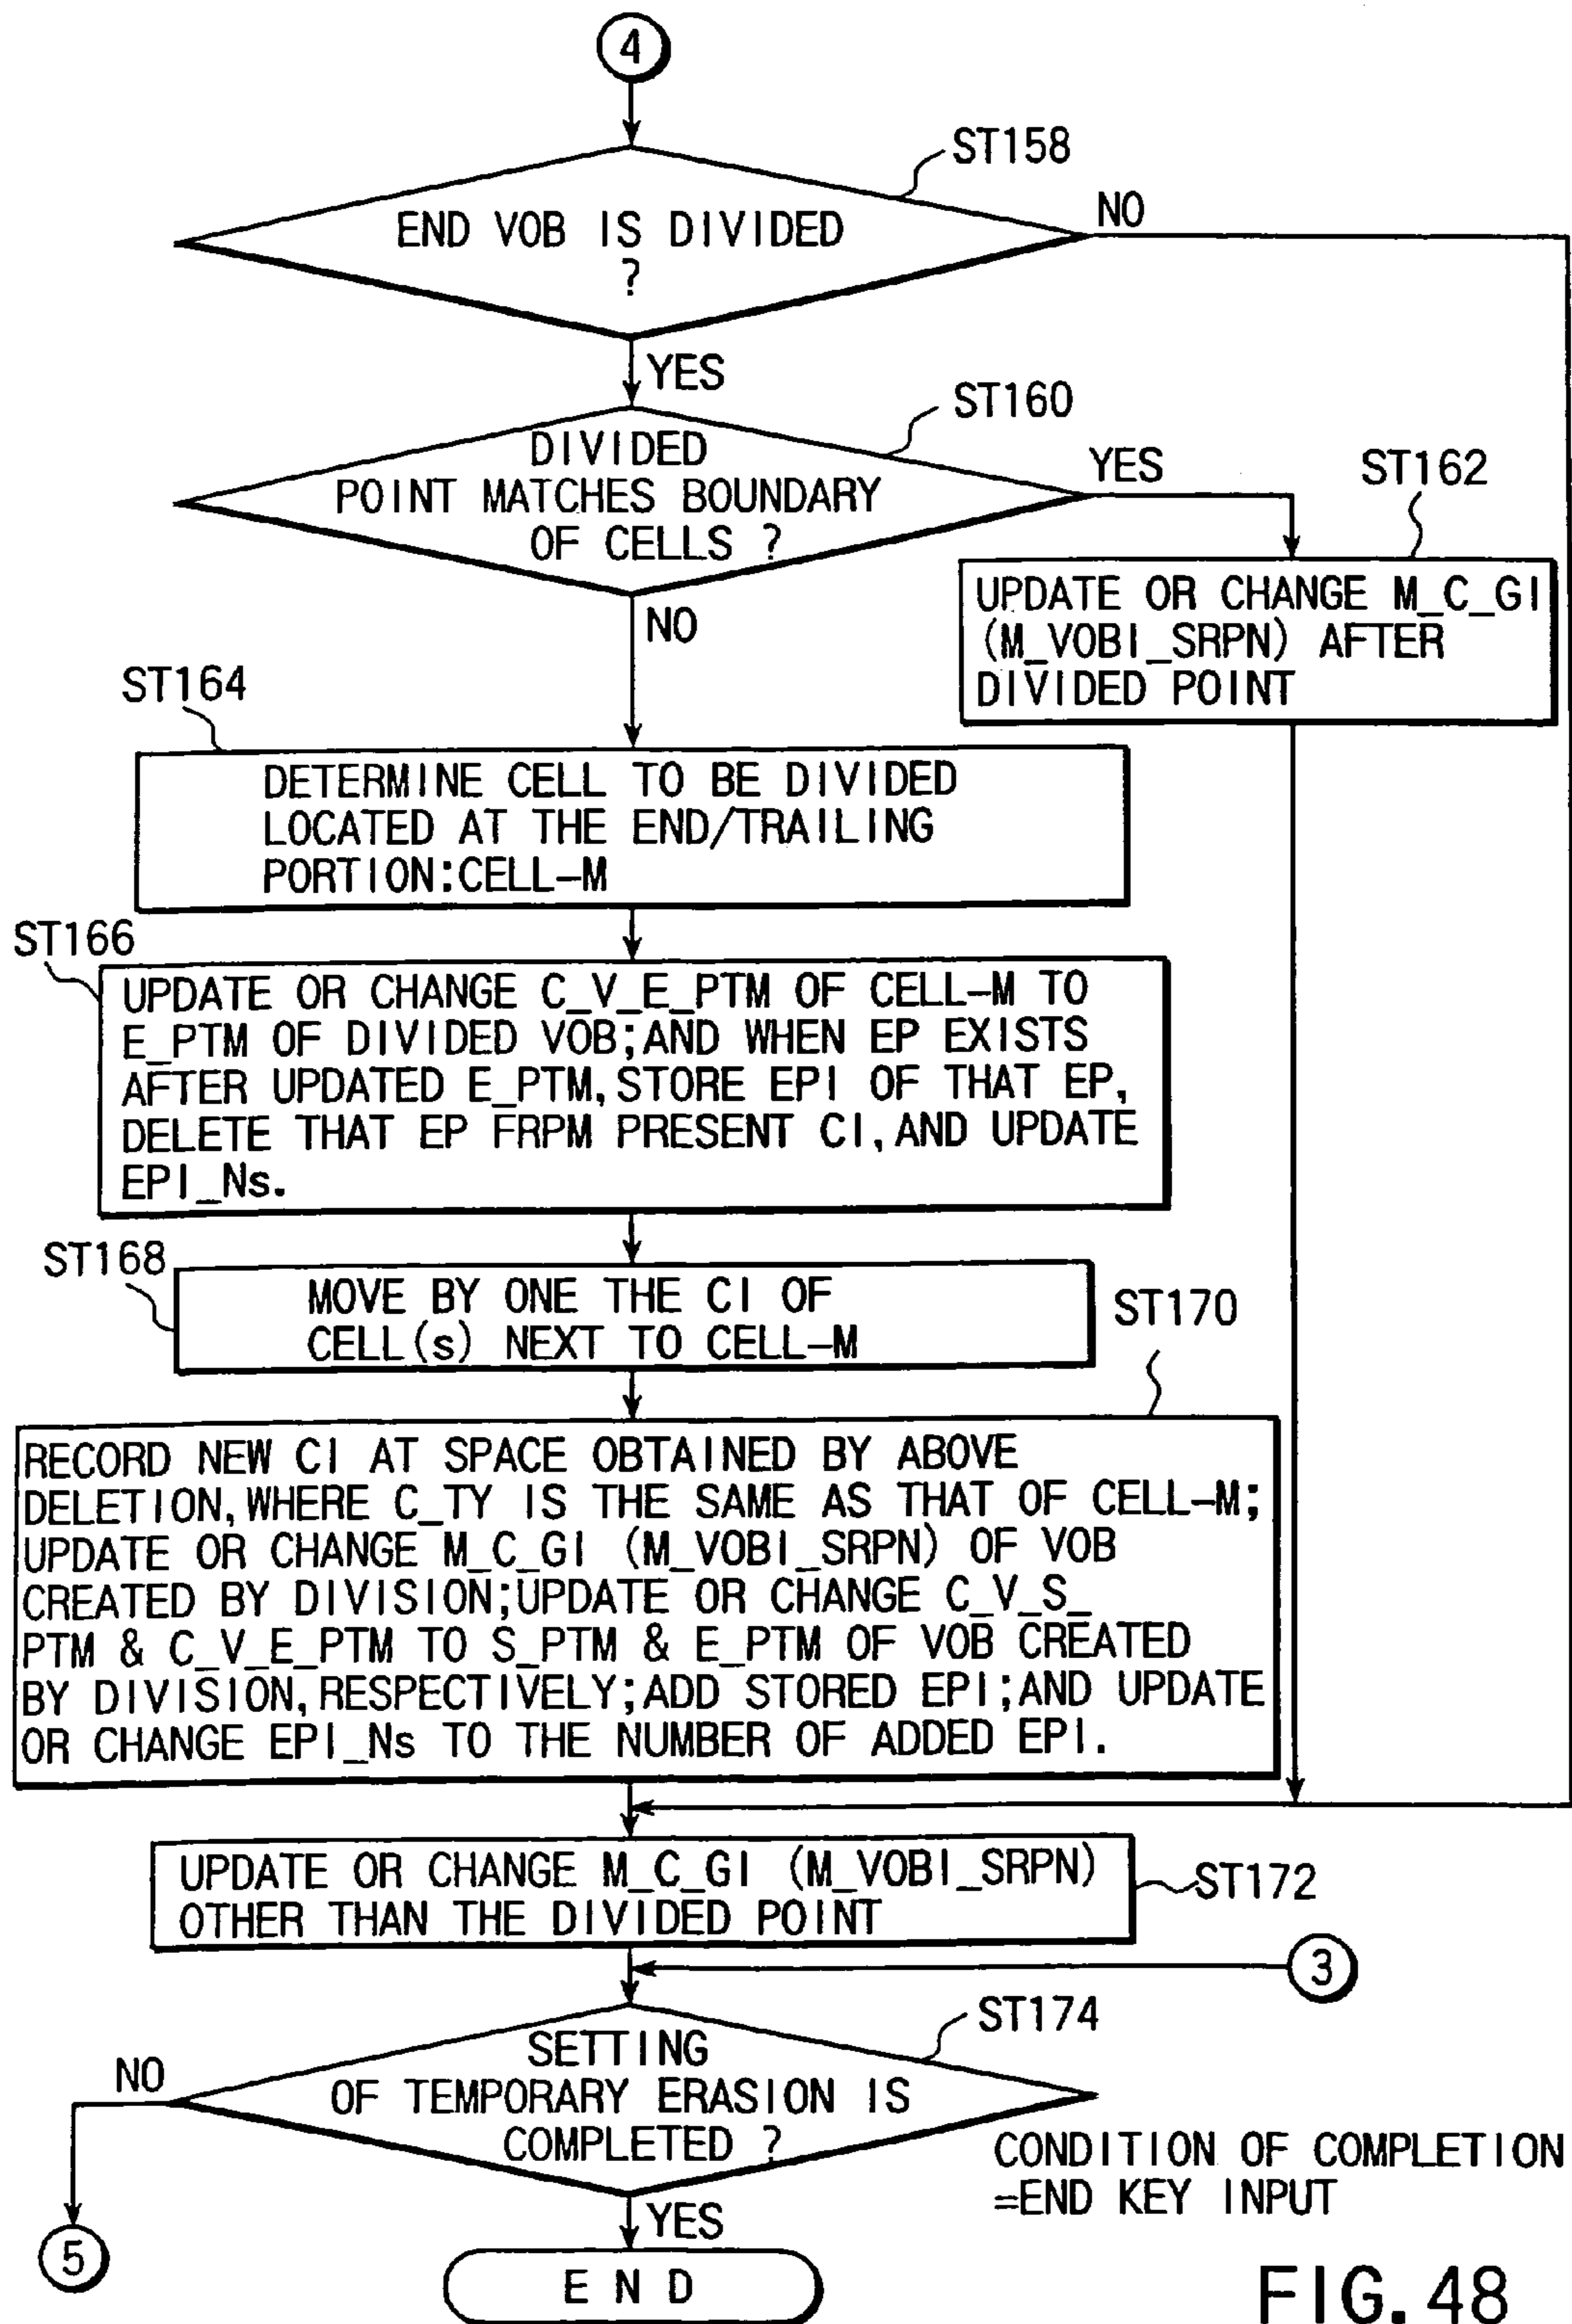 4
ST158
END VOB IS DIVIDED
?
NO
YES
ST160
DIVIDED
POINT MATCHES BOUNDARY
OF CELLS ?
YES
ST162
UPDATE OR CHANGE M_C_GI
(M_VOBI_SRPN) AFTER
DIVIDED POINT
NO
ST164
DETERMINE CELL TO BE DIVIDED
LOCATED AT THE END/TRAILING
PORTION:CELL-M
ST166
UPDATE OR CHANGE C_V_E_PTM OF CELL-M TO
E_PTM OF DIVIDED VOB;AND WHEN EP EXISTS
AFTER UPDATED E_PTM,STORE EPI OF THAT EP,
DELETE THAT EP FRPM PRESENT CI,AND UPDATE
EPI_Ns.
ST168
MOVE BY ONE THE CI OF
CELL(s) NEXT TO CELL-M
ST170
RECORD NEW CI AT SPACE OBTAINED BY ABOVE
DELETION,WHERE C_TY IS THE SAME AS THAT OF CELL-M;
UPDATE OR CHANGE M_C_GI (M_VOBI_SRPN) OF VOB
CREATED BY DIVISION;UPDATE OR CHANGE C_V_S_
PTM & C_V_E_PTM TO S_PTM & E_PTM OF VOB CREATED
BY DIVISION,RESPECTIVELY;ADD STORED EPI;AND UPDATE
OR CHANGE EPI_Ns TO THE NUMBER OF ADDED EPI.
UPDATE OR CHANGE M_C_GI (M_VOBI_SRPN)
OTHER THAN THE DIVIDED POINT
ST172
3
ST174
SETTING
OF TEMPORARY ERASION IS
COMPLETED ?
NO
CONDITION OF COMPLETION
=END KEY INPUT
YES
5
END
FIG. 48